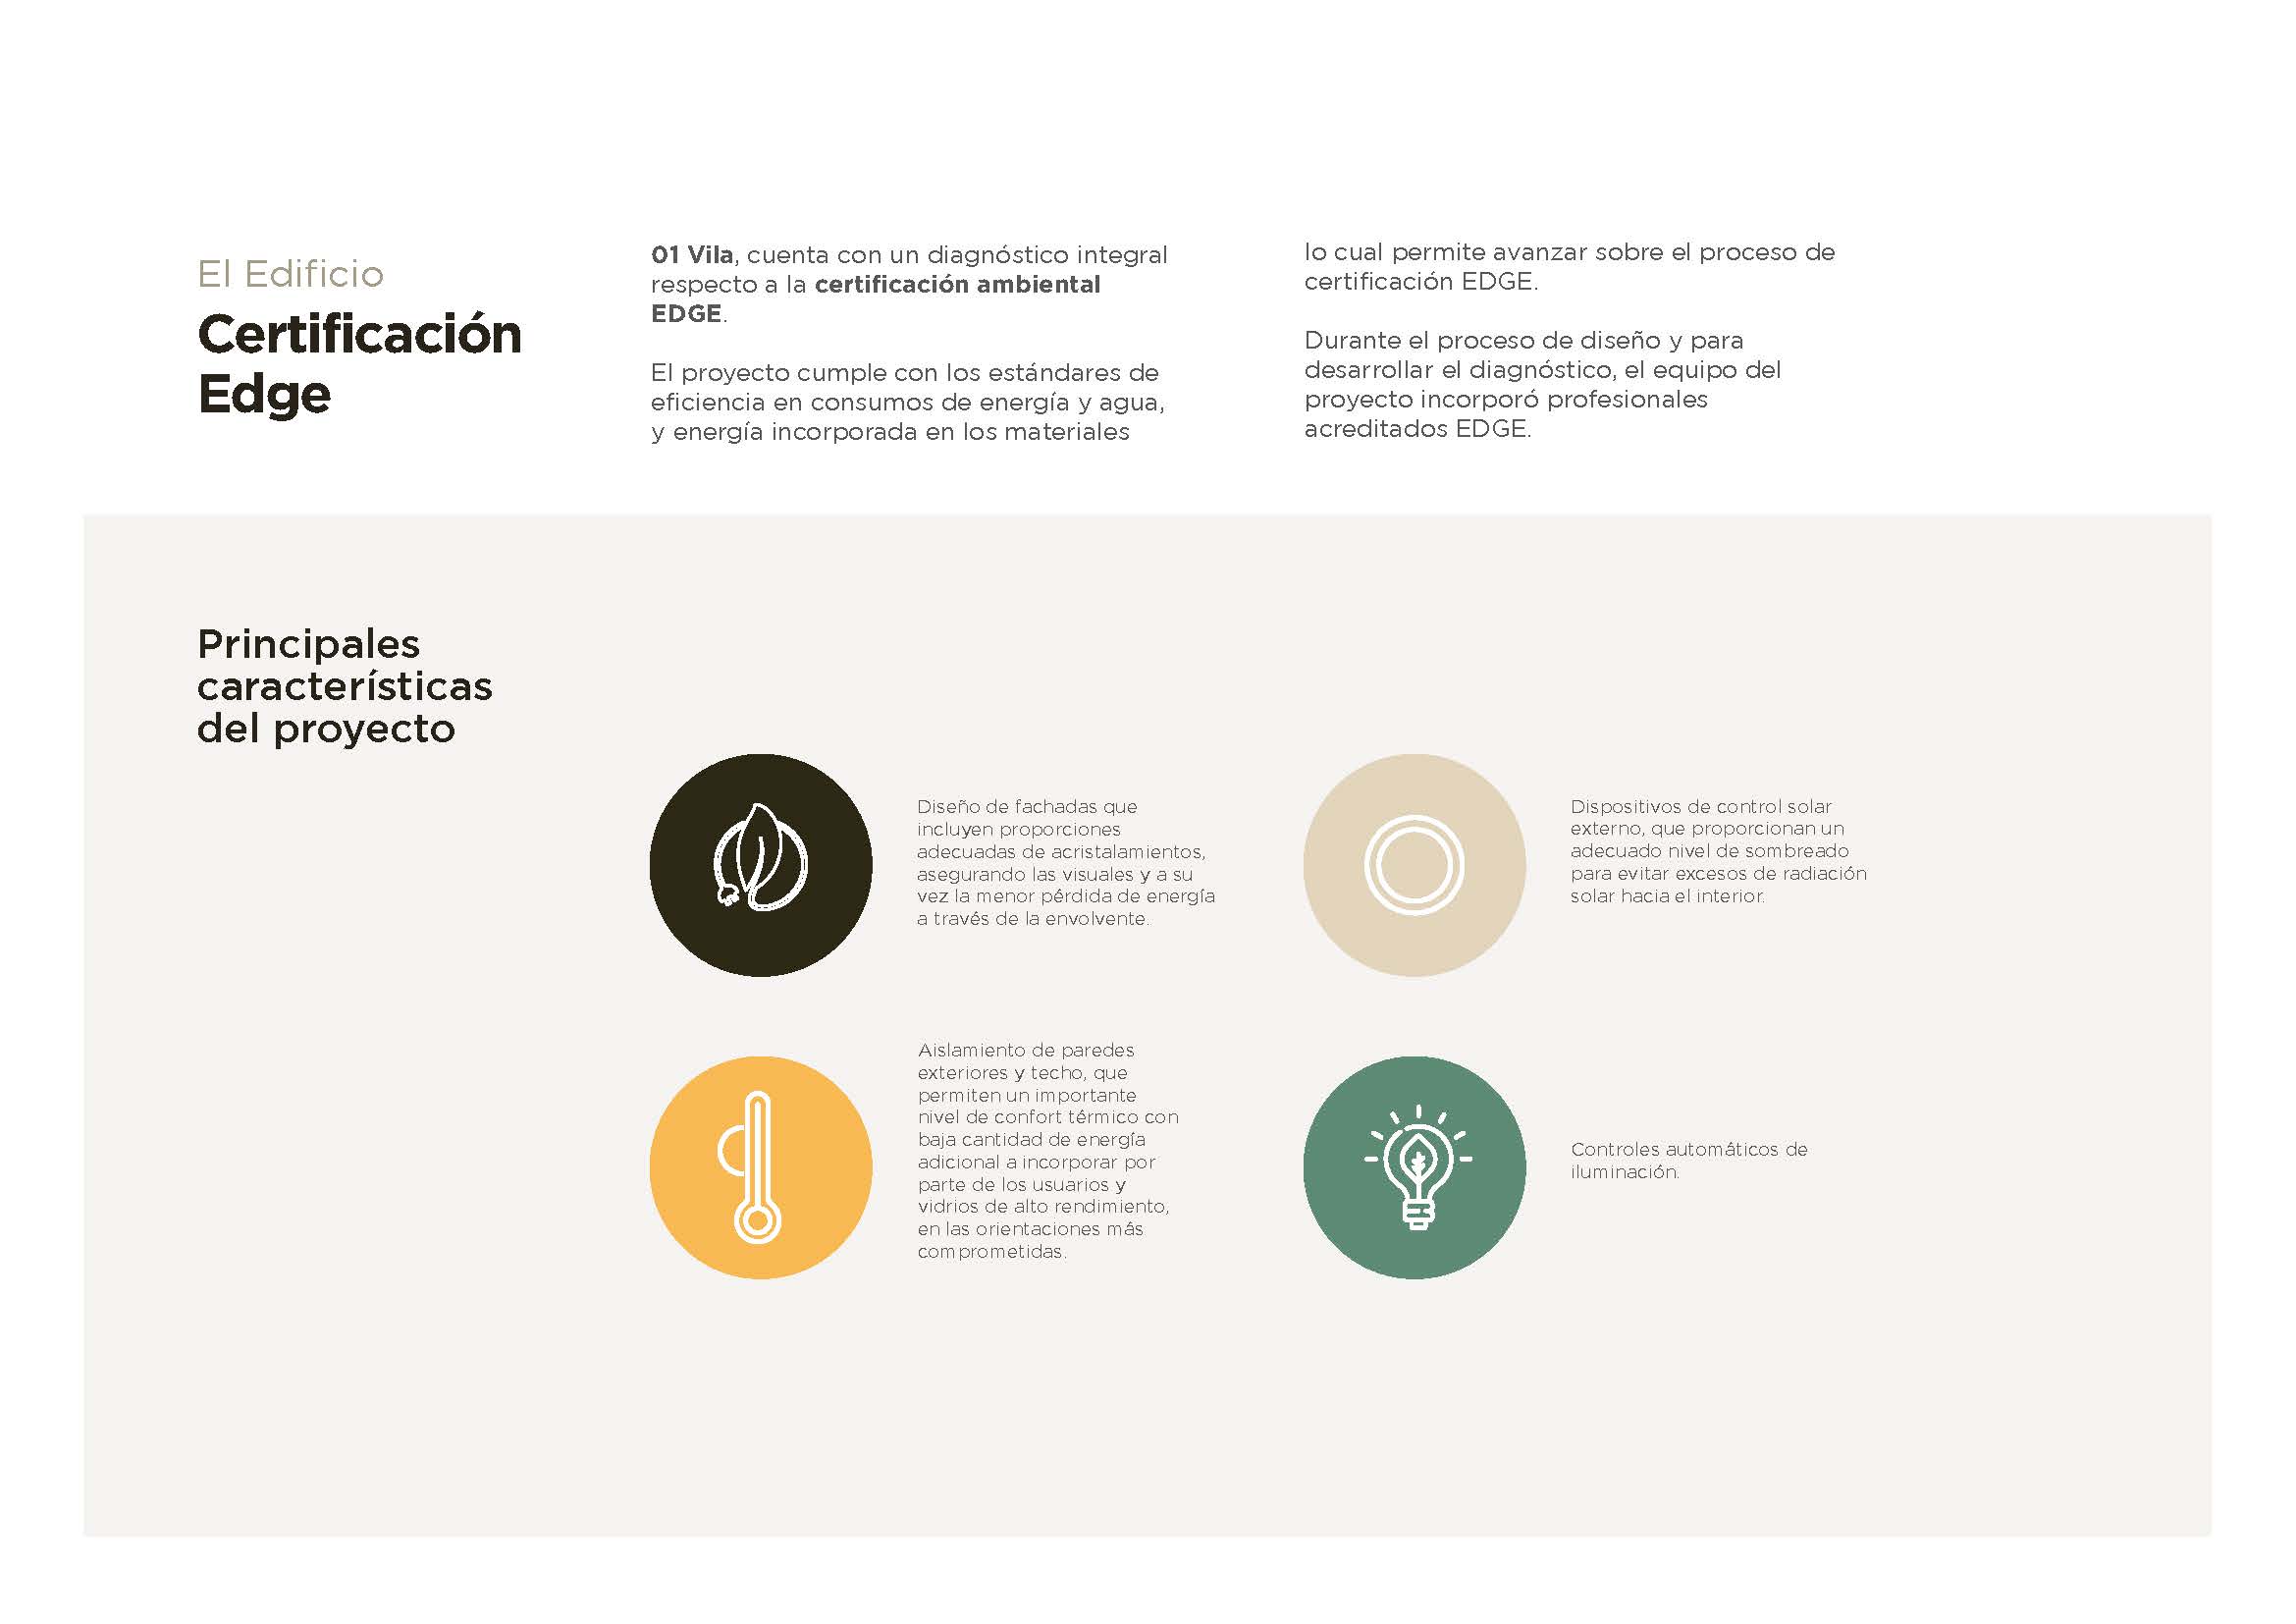 El Edificio
Certificación
Edge
01 Vila, cuenta con un diagnóstico integral
respecto a la certificación ambiental
EDGE.
El proyecto cumple con los estándares de
eficiencia en consumos de energía y agua,
y energía incorporada en los materiales
lo cual permite avanzar sobre el proceso de
certificación EDGE.
Durante el proceso de diseño y para
desarrollar el diagnóstico, el equipo del
proyecto incorporó profesionales
acreditados EDGE.
Principales
características
del proyecto
Diseño de fachadas que
incluyen proporciones
adecuadas de acristalamientos,
asegurando las visuales y a su
vez la menor pérdida de energía
a través de la envolvente.
Dispositivos de control solar
externo, que proporcionan un
adecuado nivel de sombreado
para evitar excesos de radiación
solar hacia el interior.
Aislamiento de paredes
exteriores y techo, que
permiten un importante
nivel de confort térmico con
baja cantidad de energía
adicional a incorporar por
parte de los usuarios y
vidrios de alto rendimiento,
en las orientaciones más
comprometidas.
Controles automáticos de
iluminación.